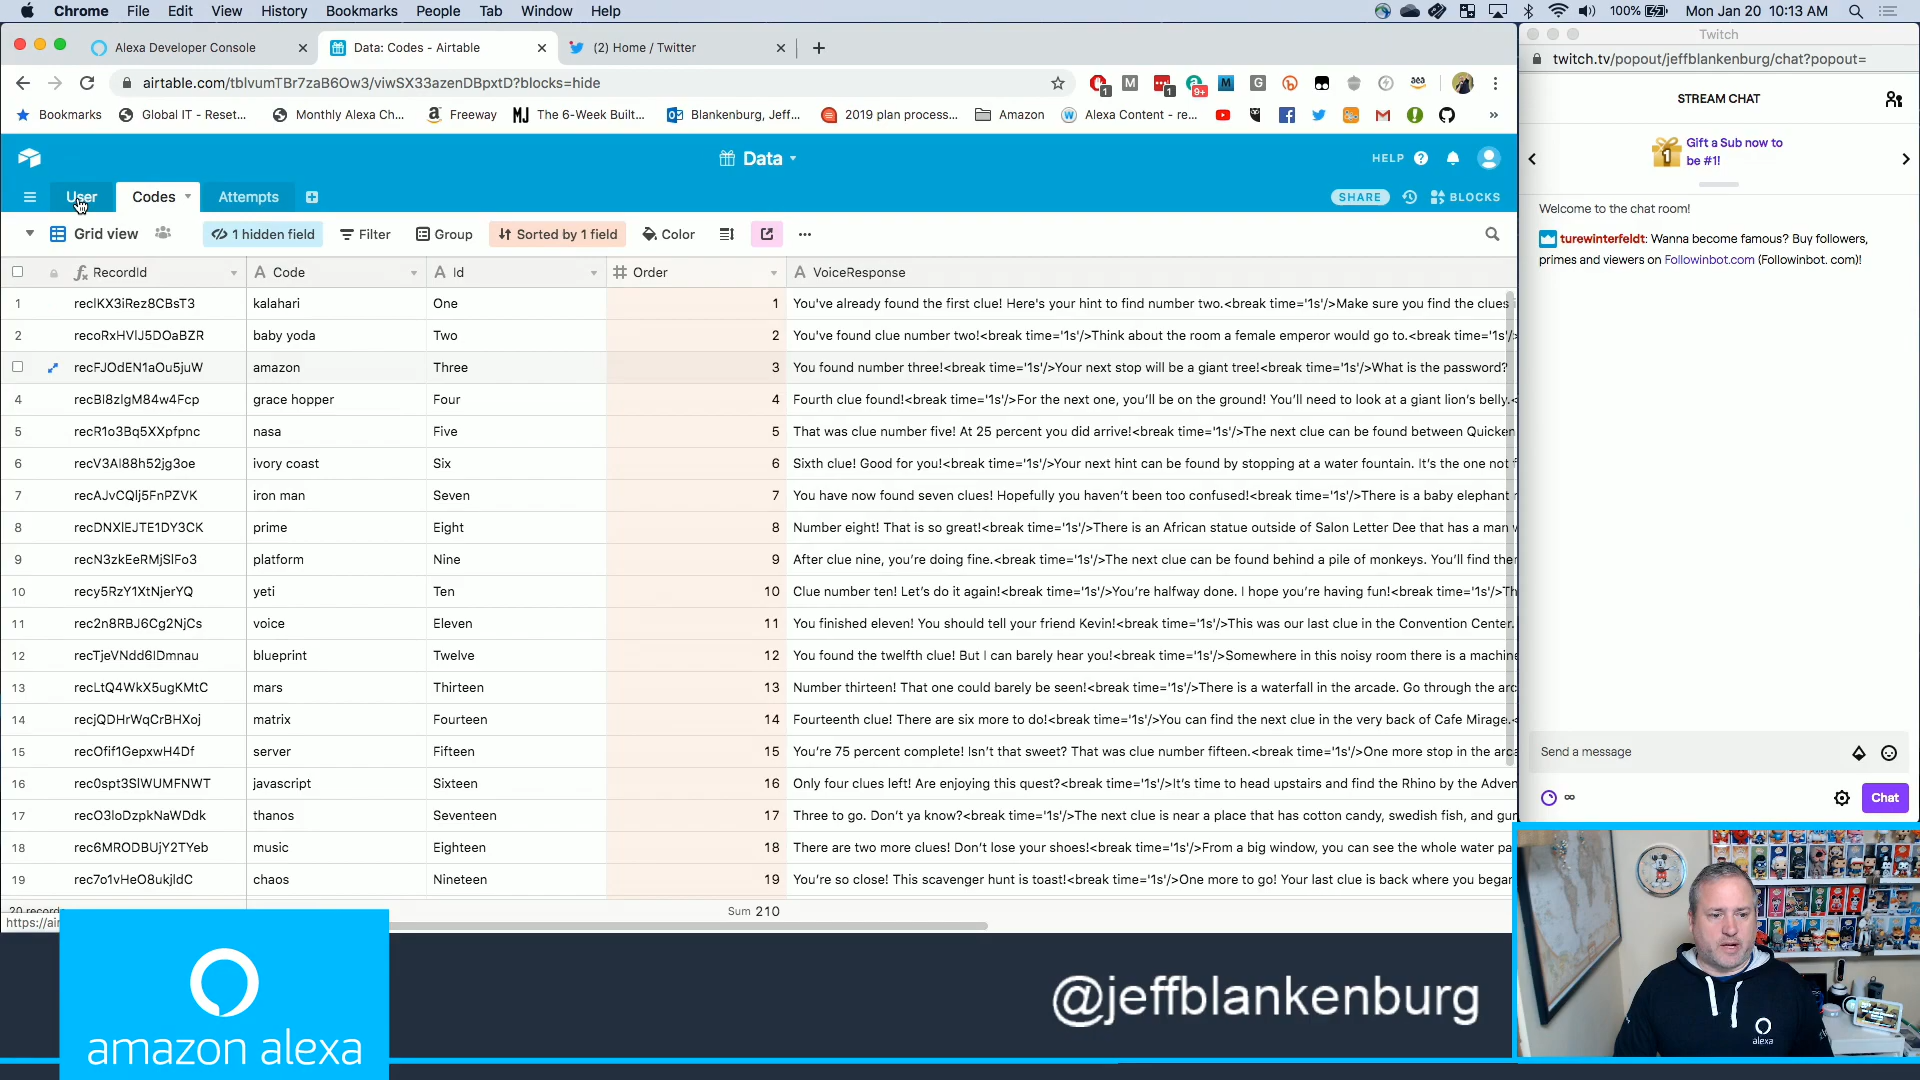 Chrome File Edit View History Bookmarks People Tab Window Help 100% Mon Jan 20 10:13 AM
Alexa Developer Console
Data: Codes - Airtable
(2) Home / Twitter
airtable.com/tblvumTBr7zaB6Ow3/viwSX33azenDBpxtD?blocks=hide
Bookmarks Global IT - Reset... Monthly Alexa Ch... Freeway The 6-Week Built... Blankenburg, Jeff... 2019 plan process... Amazon Alexa Content - re... »
Data
HELP
User Codes Attempts
SHARE BLOCKS
Grid view 1 hidden field Filter Group Sorted by 1 field Color
RecordId Code Id Order VoiceResponse
1 reclKX3iRez8CBsT3 kalahari One 1 You've already found the first clue! Here's your hint to find number two.<break time='1s'/>Make sure you find the clues
2 recoRxHVlJ5DOaBZR baby yoda Two 2 You've found clue number two!<break time='1s'/>Think about the room a female emperor would go to.<break time='1s'/>
recFJOdEN1aOu5juW amazon Three 3 You found number three!<break time='1s'/>Your next stop will be a giant tree!<break time='1s'/>What is the password?
4 recBl8zlgM84w4Fcp grace hopper Four 4 Fourth clue found!<break time='1s'/>For the next one, you'll be on the ground! You'll need to look at a giant lion's belly.<
5 recR1o3Bq5XXpfpnc nasa Five 5 That was clue number five! At 25 percent you did arrive!<break time='1s'/>The next clue can be found between Quicken
6 recV3Al88h52jg3oe ivory coast Six 6 Sixth clue! Good for you!<break time='1s'/>Your next hint can be found by stopping at a water fountain. It's the one not
7 recAJvCQlj5FnPZVK iron man Seven 7 You have now found seven clues! Hopefully you haven't been too confused!<break time='1s'/>There is a baby elephant
8 recDNXlEJTE1DY3CK prime Eight 8 Number eight! That is so great!<break time='1s'/>There is an African statue outside of Salon Letter Dee that has a man
9 recN3zkEeRMjSlFo3 platform Nine 9 After clue nine, you're doing fine.<break time='1s'/>The next clue can be found behind a pile of monkeys. You'll find the
10 recy5RzY1XtNjerYQ yeti Ten 10 Clue number ten! Let's do it again!<break time='1s'/>You're halfway done. I hope you're having fun!<break time='1s'/>Th
11 rec2n8RBJ6Cg2NjCs voice Eleven 11 You finished eleven! You should tell your friend Kevin!<break time='1s'/>This was our last clue in the Convention Center.
12 recTjeVNdd6lDmnau blueprint Twelve 12 You found the twelfth clue! But I can barely hear you!<break time='1s'/>Somewhere in this noisy room there is a machin
13 recLtQ4WkX5ugKMtC mars Thirteen 13 Number thirteen! That one could barely be seen!<break time='1s'/>There is a waterfall in the arcade. Go through the arc
14 recjQDHrWqCrBHXoj matrix Fourteen 14 Fourteenth clue! There are six more to do!<break time='1s'/>You can find the next clue in the very back of Cafe Mirage.<
15 recOfif1GepxwH4Df server Fifteen 15 You're 75 percent complete! Isn't that sweet? That was clue number fifteen.<break time='1s'/>One more stop in the arca
16 rec0spt3SlWUMFNWT javascript Sixteen 16 Only four clues left! Are enjoying this quest?<break time='1s'/>It's time to head upstairs and find the Rhino by the Adven
17 recO3loDzpkNaWDdk thanos Seventeen 17 Three to go. Don't ya know?<break time='1s'/>The next clue is near a place that has cotton candy, swedish fish, and gu
18 rec6MRODBUjY2TYeb music Eighteen 18 There are two more clues! Don't lose your shoes!<break time='1s'/>From a big window, you can see the whole water pa
19 rec7o1vHeO8ukjldC chaos Nineteen 19 You're so close! This scavenger hunt is toast!<break time='1s'/>One more to go! Your last clue is back where you began
20 records Sum 210
https://air
amazon alexa
@jeffblankenburg
Twitch
twitch.tv/popout/jeffblankenburg/chat?popout=
STREAM CHAT
1 Gift a Sub now to
be #1!
Welcome to the chat room!
turewinterfeldt: Wanna become famous? Buy followers,
primes and viewers on Followinbot.com (Followinbot. com)!
Send a message
∞ Chat
alexa